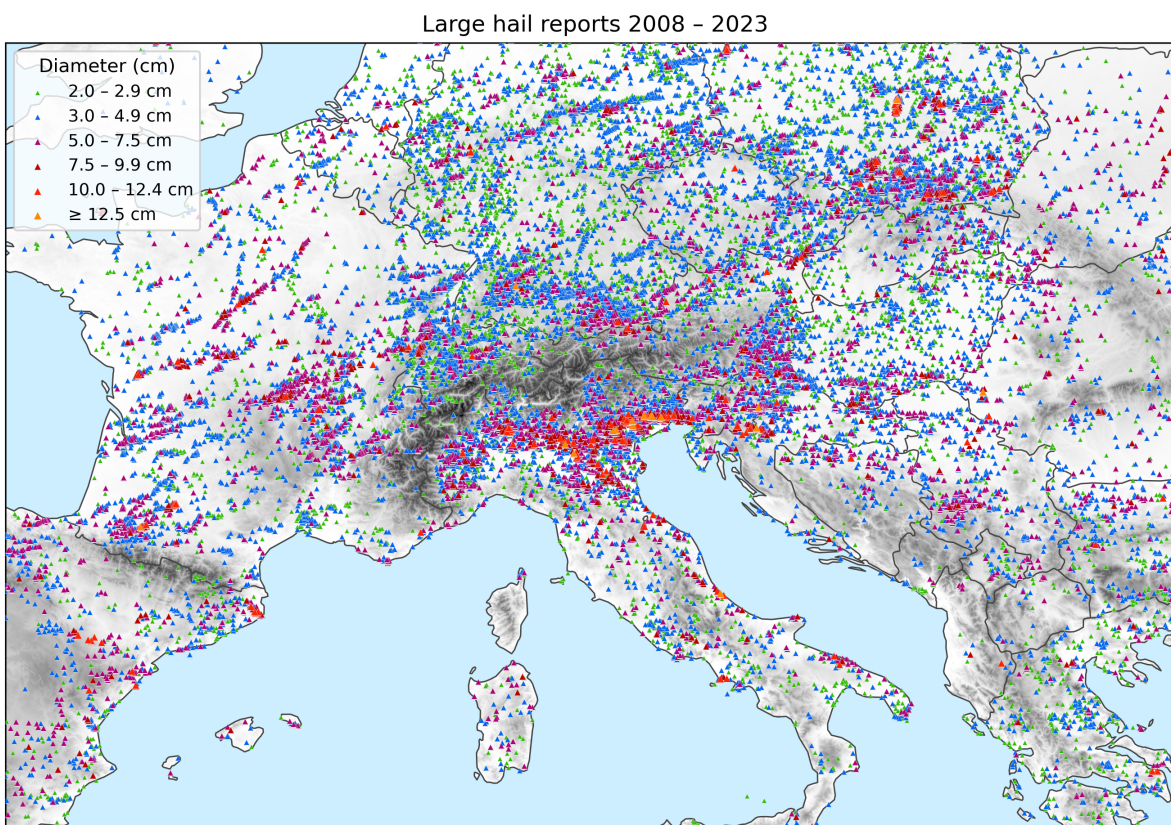 Large hail reports 2008 – 2023
Diameter (cm)
2.0 – 2.9 cm
3.0 – 4.9 cm
5.0 – 7.5 cm
7.5 – 9.9 cm
10.0 – 12.4 cm
≥ 12.5 cm